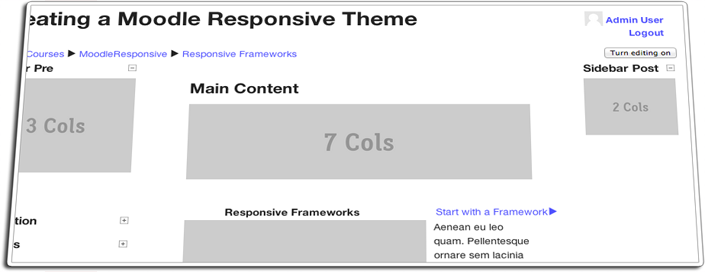 eating a Moodle Responsive Theme
Admin User
Logout
Courses ▶ MoodleResponsive ▶ Responsive Frameworks
Turn editing on
r Pre
Sidebar Post
Main Content
3 Cols
7 Cols
2 Cols
Responsive Frameworks
Start with a Framework▶
tion
Aenean eu leo
quam. Pellentesque
s
ornare sem lacinia